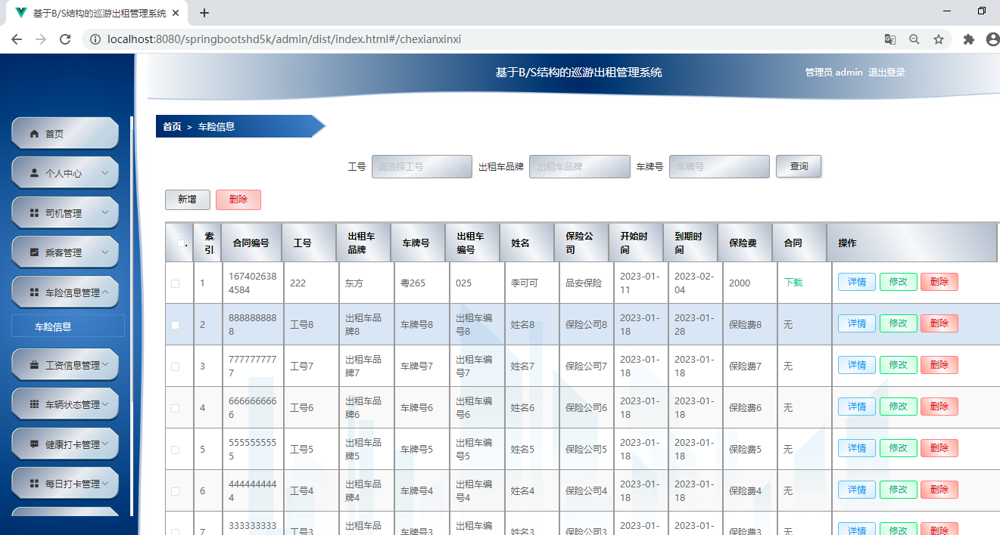 基于B/S结构的巡游出租管理系统
localhost:8080/springbootshd5k/admin/dist/index.html#/chexianxinxi
基于B/S结构的巡游出租管理系统
管理员 admin 退出登录
首页
个人中心
司机管理
乘客管理
车险信息管理
车险信息
工资信息管理
车辆状态管理
健康打卡管理
每日打卡管理
首页 > 车险信息
工号 请选择工号 出租车品牌 出租车品牌 车牌号 车牌号 查询
新增 删除
索引 合同编号 工号 出租车品牌 车牌号 出租车编号 姓名 保险公司 开始时间 到期时间 保险费 合同 操作
1 167402638 222 东方 粤265 025 李可可 品安保险 2023-01- 2023-02- 2000 下载 详情 修改 删除
4584 11 04
2 888888888 工号8 出租车品 车牌号8 出租车编 姓名8 保险公司8 2023-01- 2023-01- 保险费8 无 详情 修改 删除
8 牌8 号8 18 28
3 777777777 工号7 出租车品 车牌号7 出租车编 姓名7 保险公司7 2023-01- 2023-01- 保险费7 无 详情 修改 删除
7 牌7 号7 18 18
4 666666666 工号6 出租车品 车牌号6 出租车编 姓名6 保险公司6 2023-01- 2023-01- 保险费6 无 详情 修改 删除
6 牌6 号6 18 18
5 555555555 工号5 出租车品 车牌号5 出租车编 姓名5 保险公司5 2023-01- 2023-01- 保险费5 无 详情 修改 删除
5 牌5 号5 18 18
6 444444444 工号4 出租车品 车牌号4 出租车编 姓名4 保险公司4 2023-01- 2023-01- 保险费4 无 详情 修改 删除
4 牌4 号4 18 18
7 333333333 工号3 出租车品 车牌号3 出租车编 姓名3 保险公司3 2023-01- 2023-01- 保险费3 无 详情 修改 删除